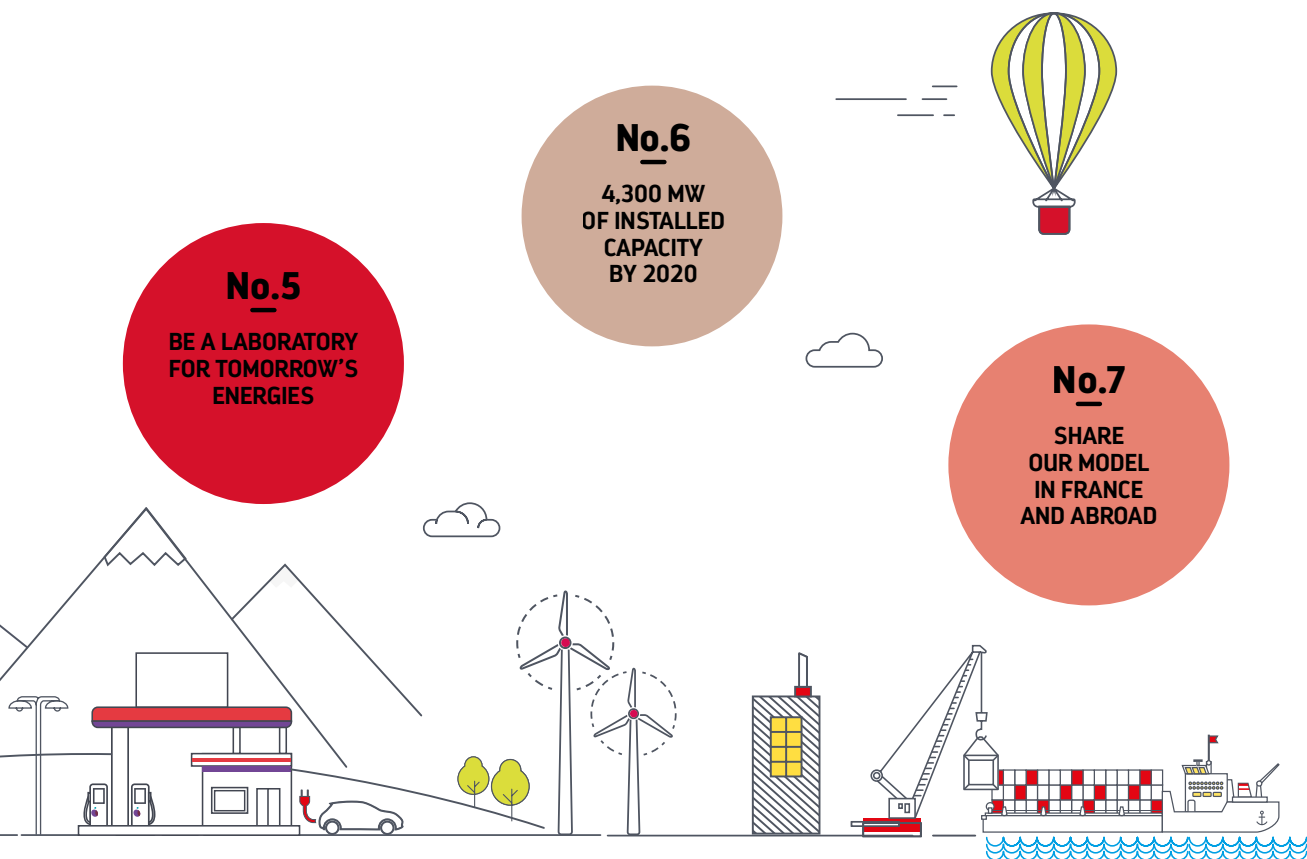 No.5
BE A LABORATORY
FOR TOMORROW'S
ENERGIES
No.6
4,300 MW
OF INSTALLED
CAPACITY
BY 2020
No.7
SHARE
OUR MODEL
IN FRANCE
AND ABROAD